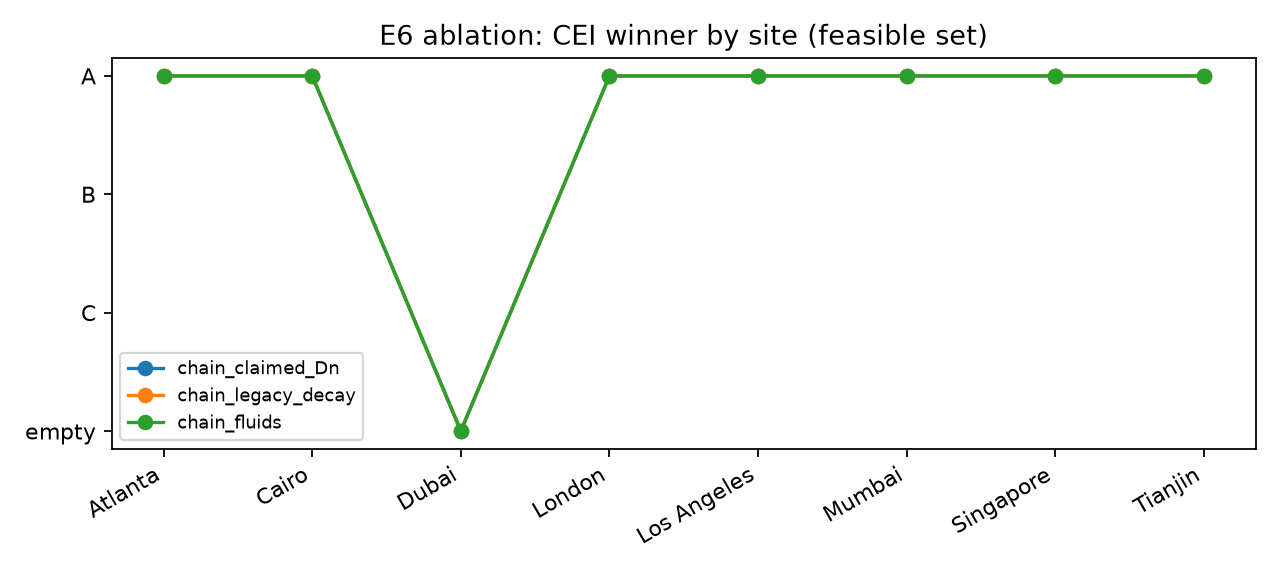 E6 ablation: CEI winner by site (feasible set)
A
B
C
empty
chain_claimed_Dn
chain_legacy_decay
chain_fluids
Atlanta
Cairo
Dubai
London
Los Angeles
Mumbai
Singapore
Tianjin